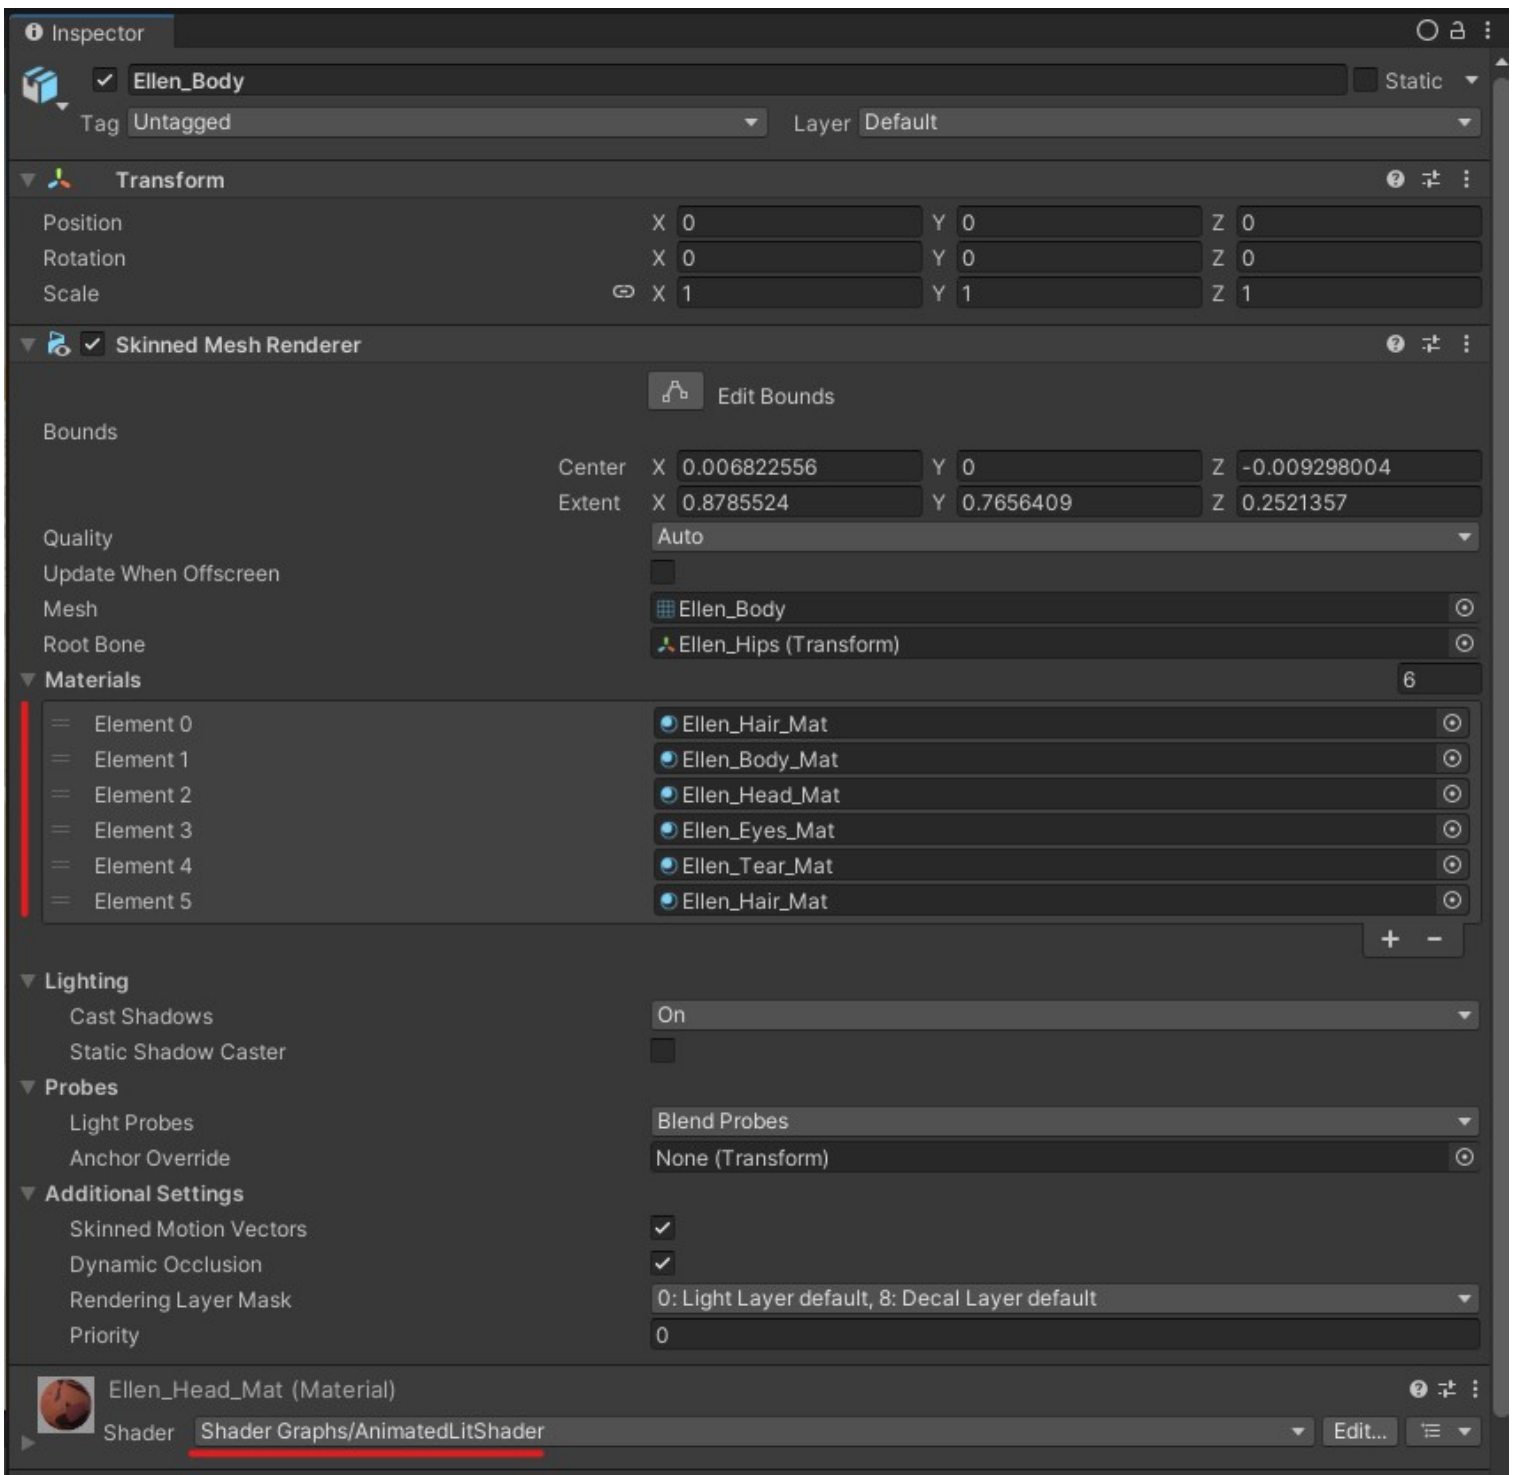 Inspector
Ellen_Body Static
Tag Untagged Layer Default
Transform
Position X 0 Y 0 Z 0
Rotation X 0 Y 0 Z 0
Scale X 1 Y 1 Z 1
Skinned Mesh Renderer
Edit Bounds
Bounds
Center X 0.006822556 Y 0 Z -0.009298004
Extent X 0.8785524 Y 0.7656409 Z 0.2521357
Quality Auto
Update When Offscreen
Mesh Ellen_Body
Root Bone Ellen_Hips (Transform)
Materials 6
Element 0 Ellen_Hair_Mat
Element 1 Ellen_Body_Mat
Element 2 Ellen_Head_Mat
Element 3 Ellen_Eyes_Mat
Element 4 Ellen_Tear_Mat
Element 5 Ellen_Hair_Mat
+ -
Lighting
Cast Shadows On
Static Shadow Caster
Probes
Light Probes Blend Probes
Anchor Override None (Transform)
Additional Settings
Skinned Motion Vectors
Dynamic Occlusion
Rendering Layer Mask 0: Light Layer default, 8: Decal Layer default
Priority 0
Ellen_Head_Mat (Material)
Shader Shader Graphs/AnimatedLitShader Edit...